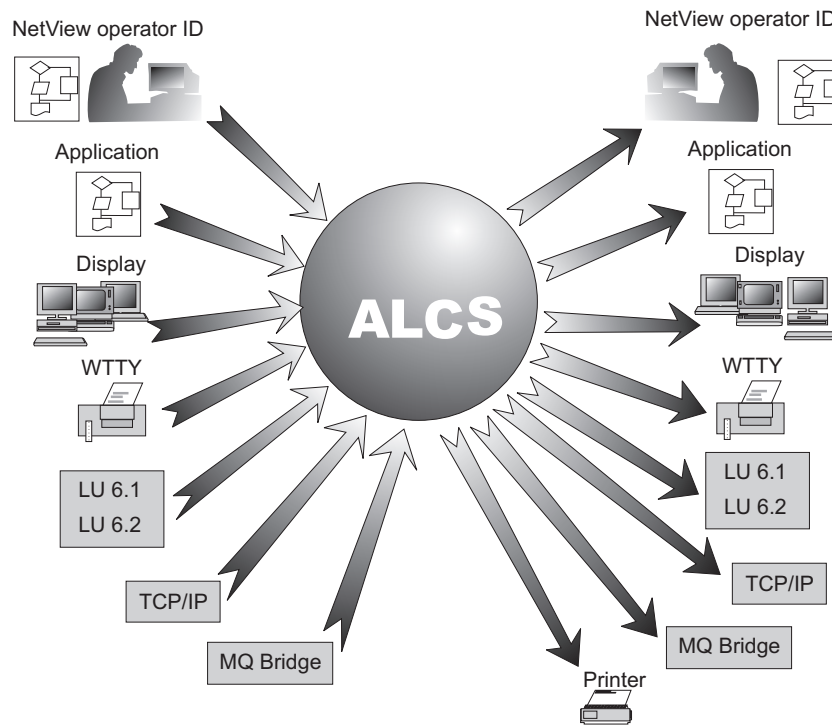 NetView operator ID
NetView operator ID
Application
Application
Display
Display
ALCS
WTTY
WTTY
LU 6.1
LU 6.2
LU 6.1
LU 6.2
TCP/IP
TCP/IP
MQ Bridge
MQ Bridge
Printer